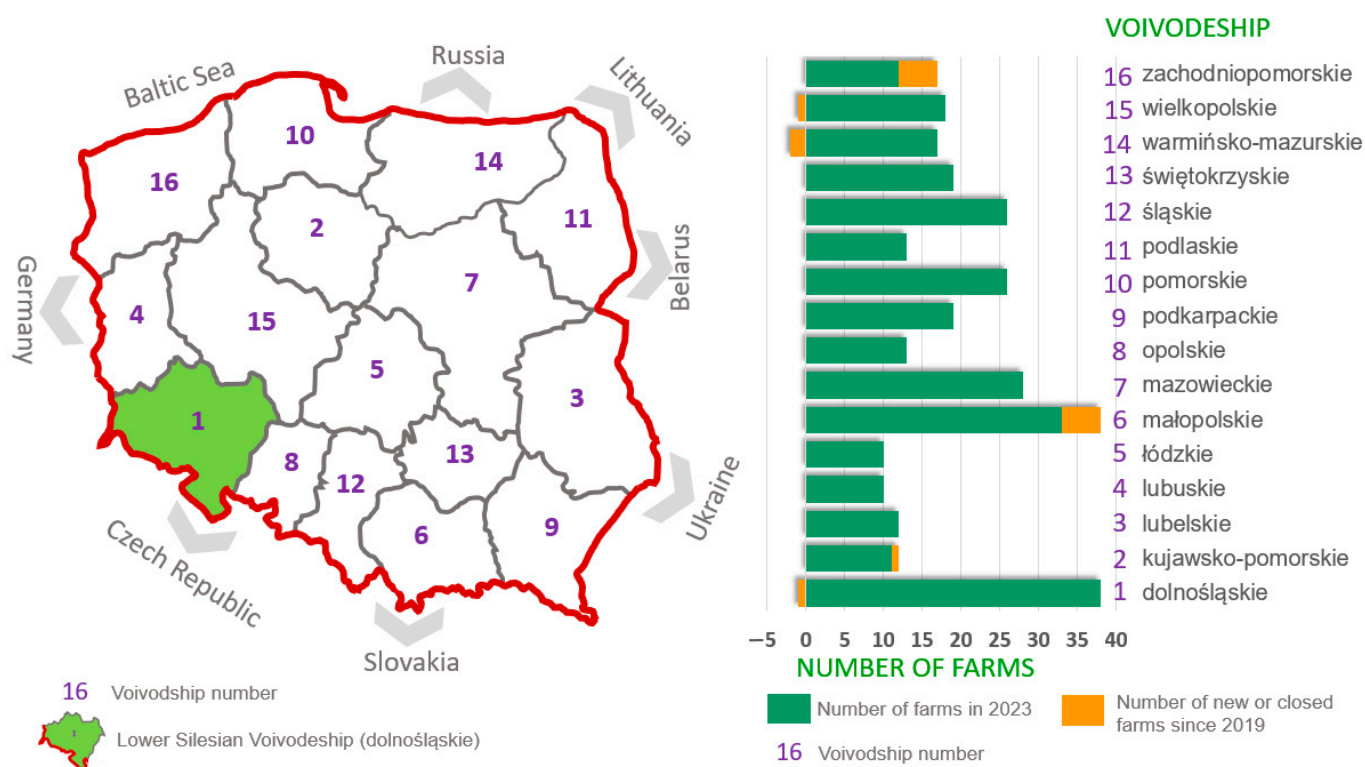 Russia
Baltic Sea
Lithuania
10
14
16
11
2
Belarus
7
Germany
4
15
5
3
1
13
8
12
Ukraine
6
9
Czech Republic
Slovakia
16 Voivodship number
1
Lower Silesian Voivodeship (dolnośląskie)
VOIVODESHIP
16 zachodniopomorskie
15 wielkopolskie
14 warmińsko-mazurskie
13 świętokrzyskie
12 śląskie
11 podlaskie
10 pomorskie
9 podkarpackie
8 opolskie
7 mazowieckie
6 małopolskie
5 łódzkie
4 lubuskie
3 lubelskie
2 kujawsko-pomorskie
1 dolnośląskie
−5 0 5 10 15 20 25 30 35 40
NUMBER OF FARMS
Number of farms in 2023
Number of new or closed
farms since 2019
16 Voivodship number